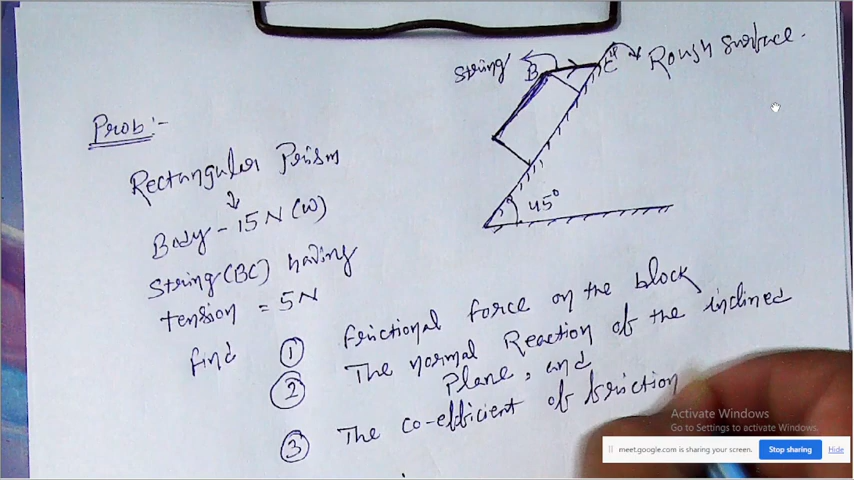 String
B
C
Rough surface.
Prob:-
Rectangular Prism
Body - 15 N (W)
String (BC) having
tension = 5N
45°
find
① frictional force on the block
② The normal Reaction of the inclined
Plane, and
③ The co-efficient of friction
Activate Windows
Go to Settings to activate Windows.
meet.google.com is sharing your screen.
Stop sharing
Hide